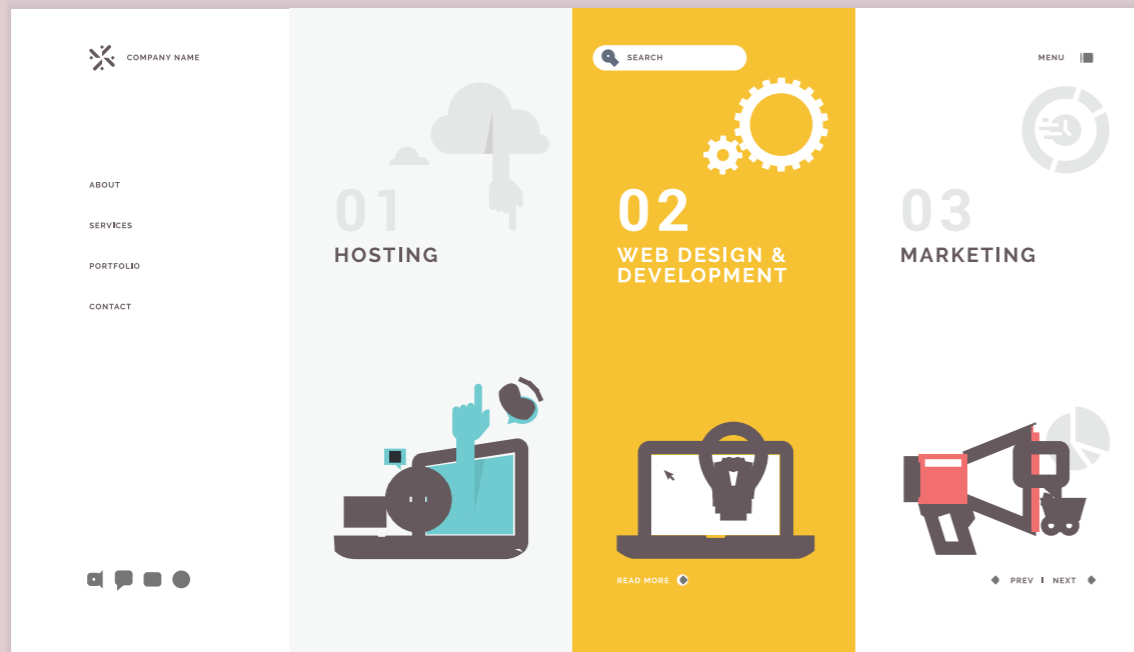 COMPANY NAME
ABOUT
SERVICES
PORTFOLIO
CONTACT
01
HOSTING
SEARCH
02
WEB DESIGN &
DEVELOPMENT
READ MORE
MENU
03
MARKETING
PREV I NEXT